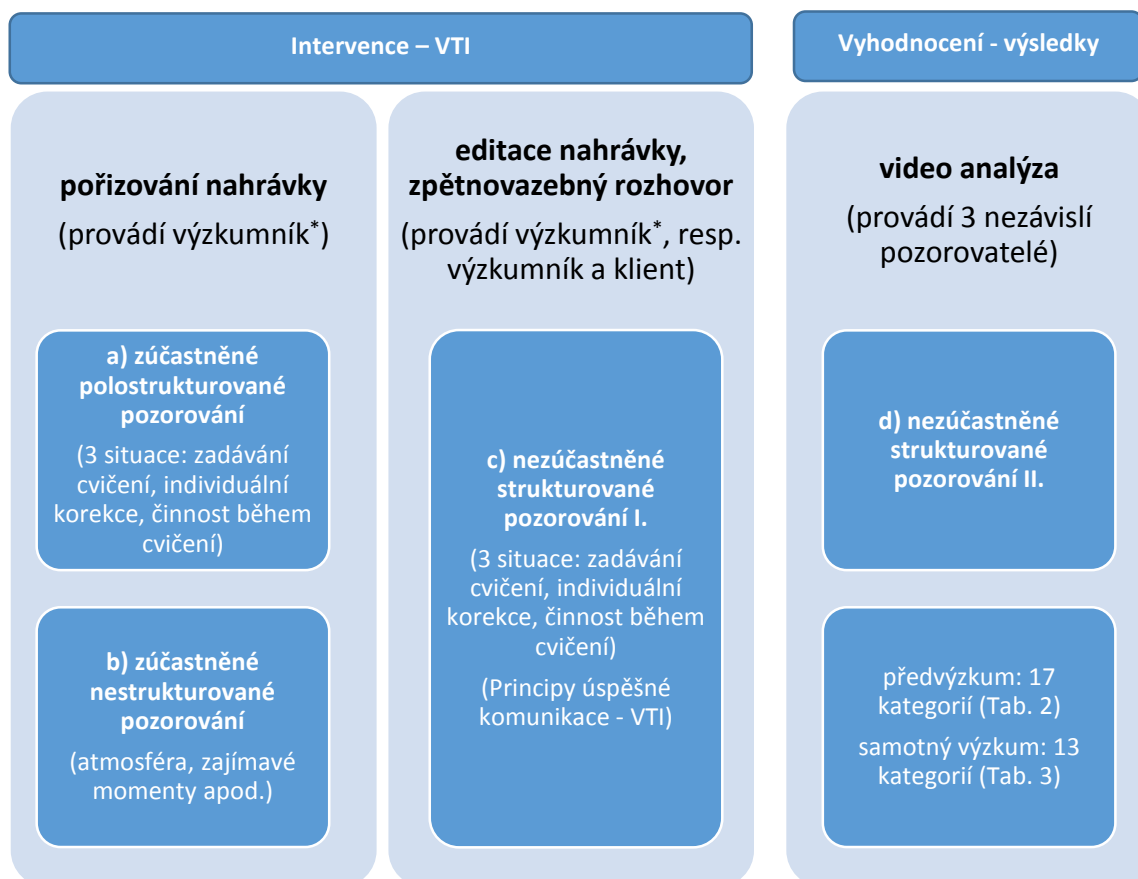 Intervence – VTI
Vyhodnocení - výsledky
pořizování nahrávky
(provádí výzkumník*)
a) zúčastněné
polostrukturované
pozorování
(3 situace: zadávání
cvičení, individuální
korekce, činnost během
cvičení)
b) zúčastněné
nestrukturované
pozorování
(atmosféra, zajímavé
momenty apod.)
editace nahrávky,
zpětnovazebný rozhovor
(provádí výzkumník*, resp.
výzkumník a klient)
c) nezúčastněné
strukturované
pozorování I.
(3 situace: zadávání
cvičení, individuální
korekce, činnost během
cvičení)
(Principy úspěšné
komunikace - VTI)
video analýza
(provádí 3 nezávislí
pozorovatelé)
d) nezúčastněné
strukturované
pozorování II.
předvýzkum: 17
kategorií (Tab. 2)
samotný výzkum: 13
kategorií (Tab. 3)